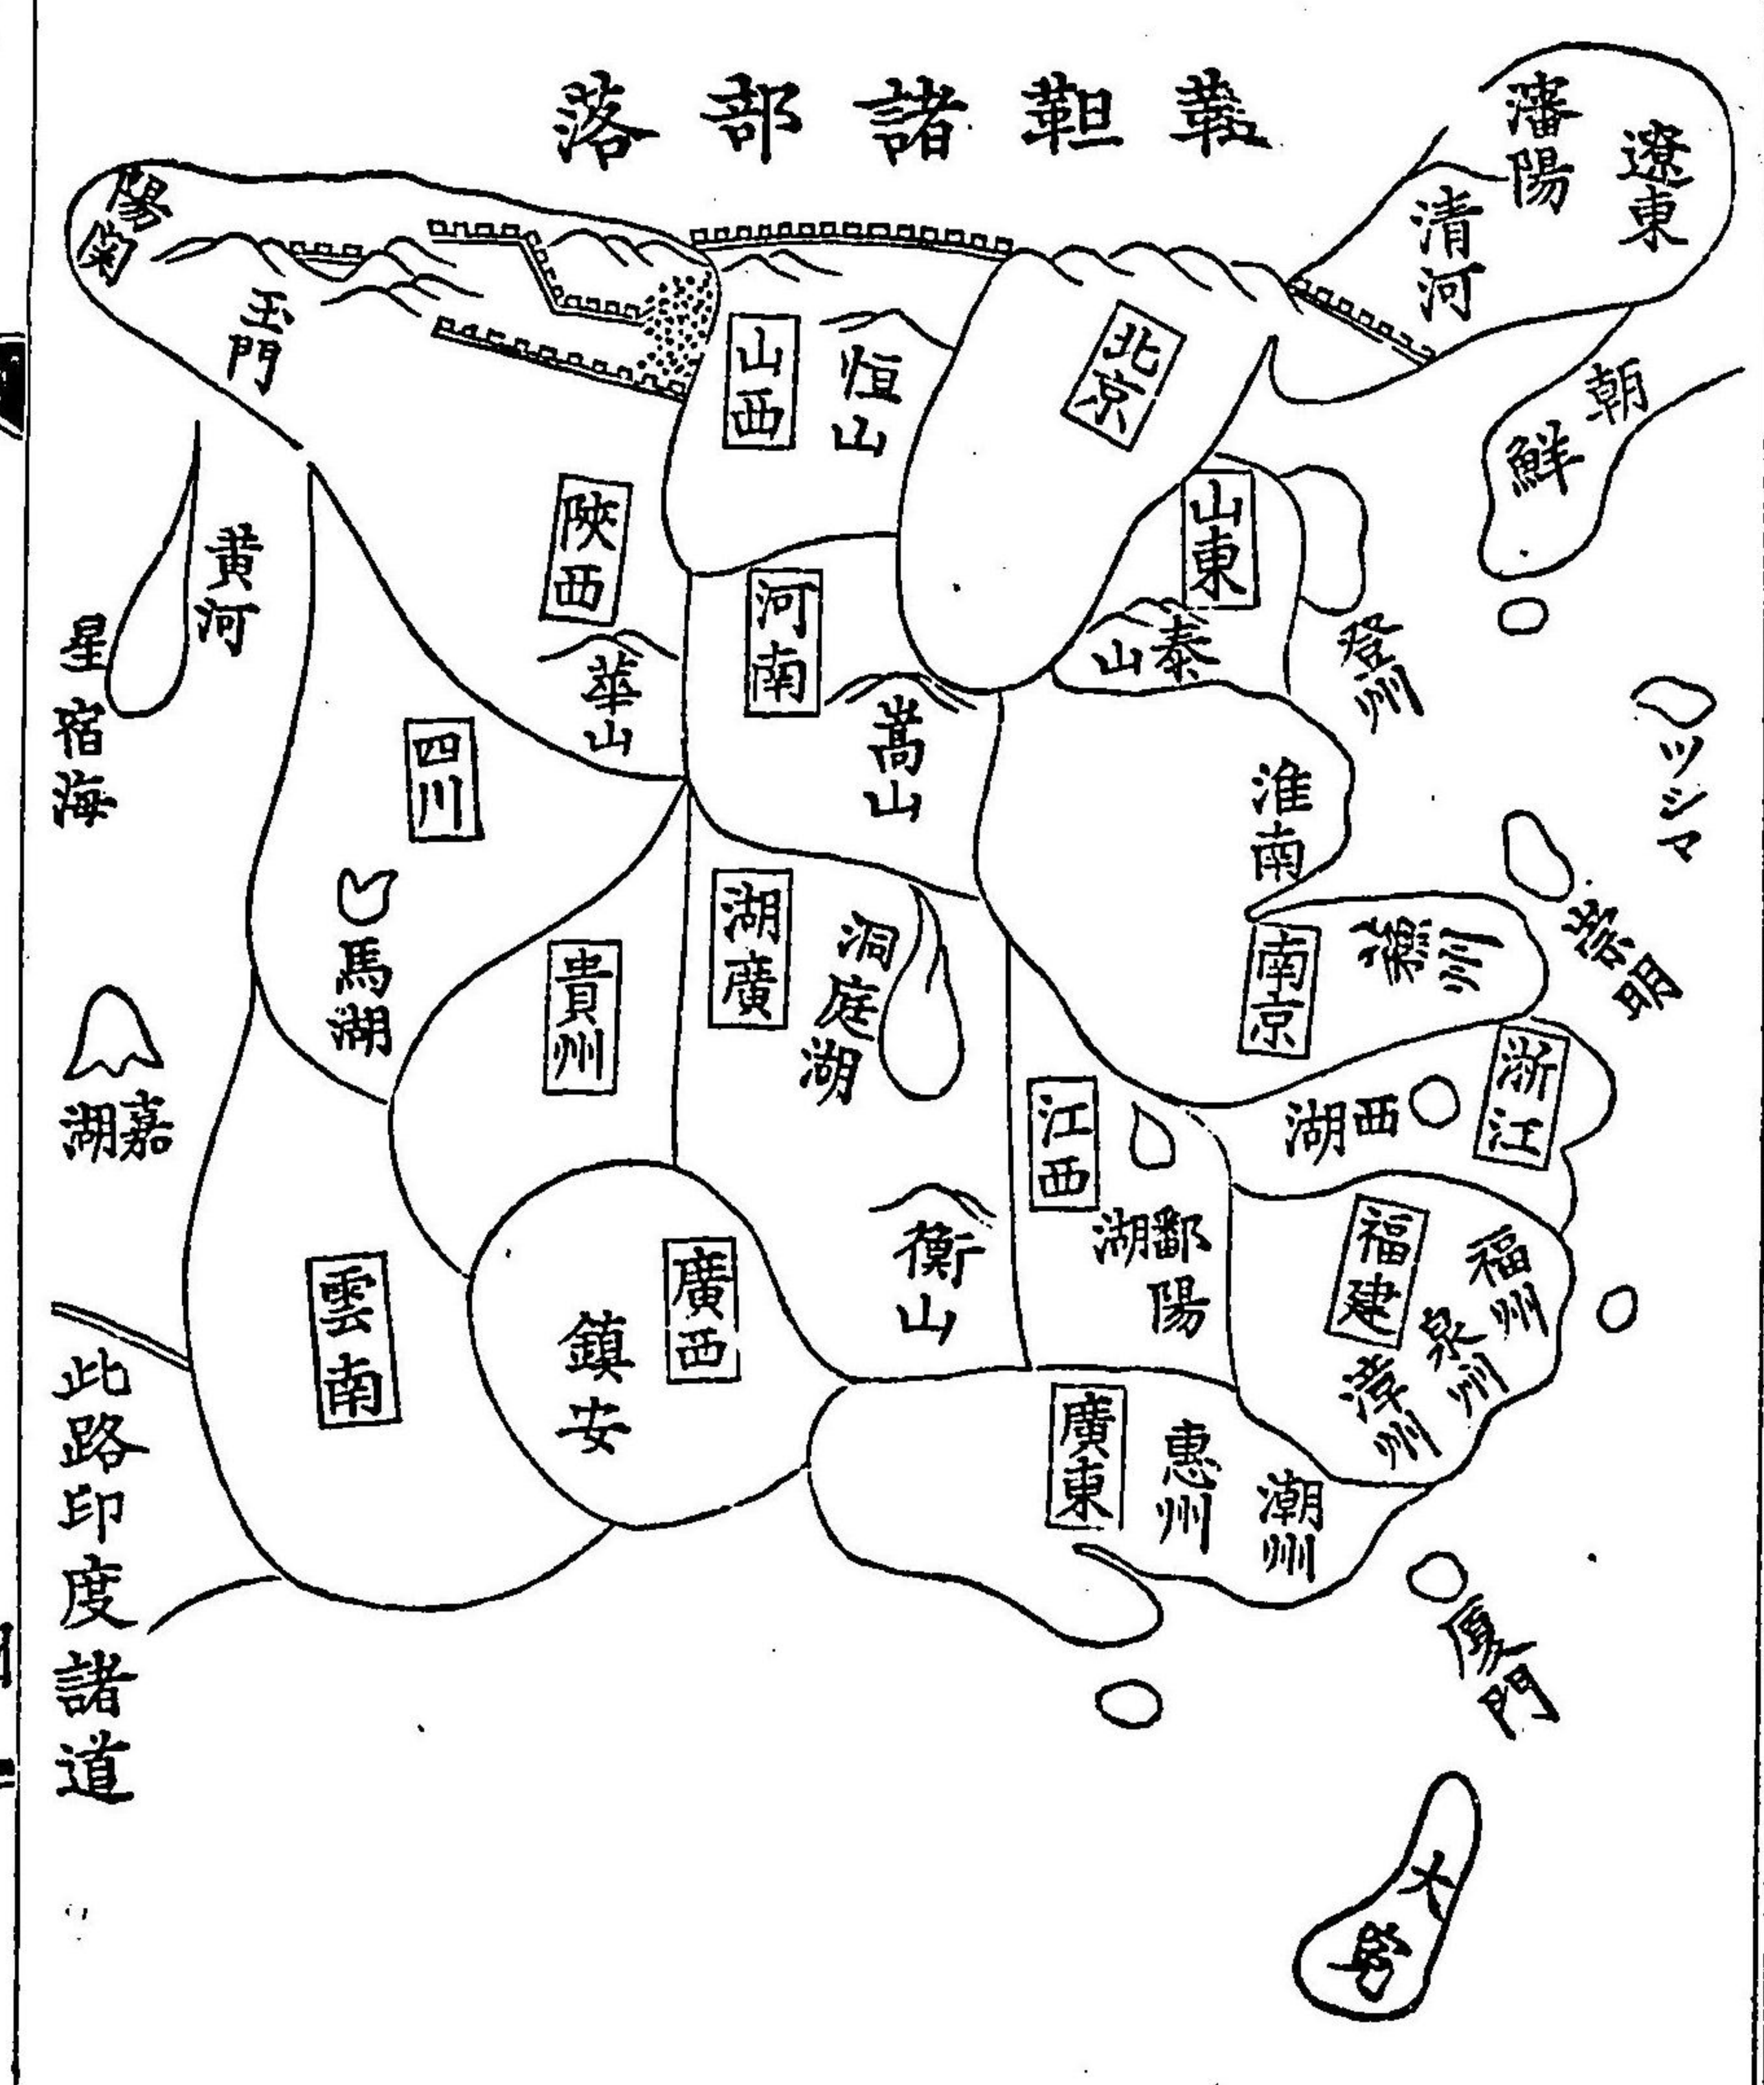 韃靼諸部落
瀋陽
遼東
清河
朝鮮
玉門
山西
恒山
北京
陝西
華山
河南
嵩山
山東
泰山
登州
ツシマ
黄河
星宿海
四川
馬湖
淮南
南京
崇明
湖廣
洞庭湖
貴州
嘉湖
江西
鄱陽湖
浙江
西湖
衡山
福建
福州
泉州
漳州
雲南
廣西
鎮安
廣東
惠州
潮州
厦門
此路印度諸道